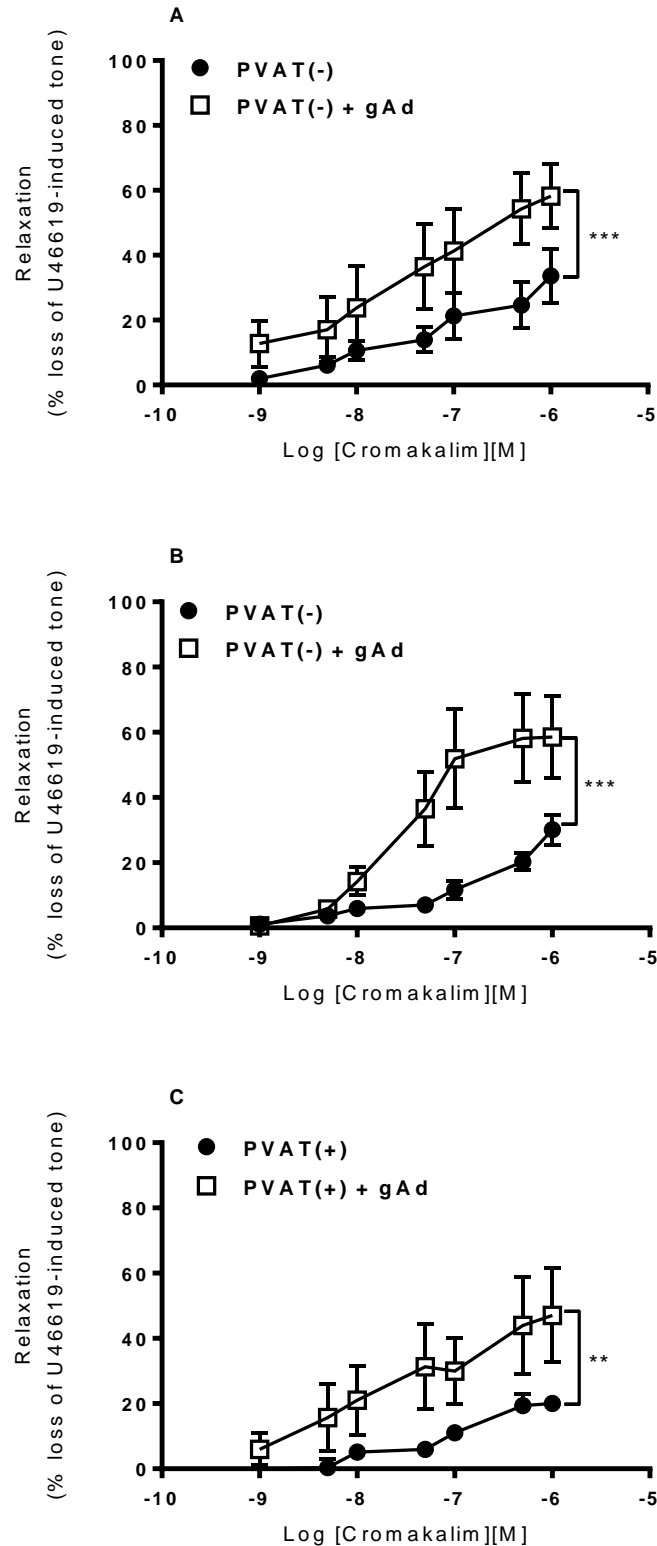 A
PVAT(-)
PVAT(-) + gAd
Relaxation
(% loss of U46619-induced tone)
100
80
60
40
20
0
***
-10 -9 -8 -7 -6 -5
Log [Cromakalim][M]
B
PVAT(-)
PVAT(-) + gAd
Relaxation
(% loss of U46619-induced tone)
100
80
60
40
20
0
***
-10 -9 -8 -7 -6 -5
Log [Cromakalim][M]
C
PVAT(+)
PVAT(+) + gAd
Relaxation
(% loss of U46619-induced tone)
100
80
60
40
20
0
**
-10 -9 -8 -7 -6 -5
Log [Cromakalim][M]